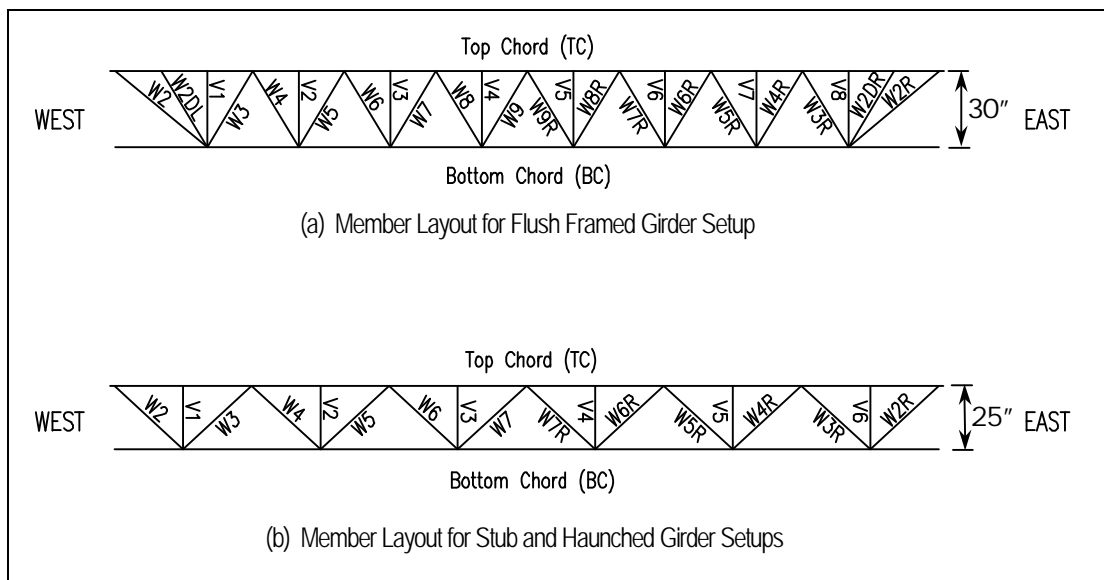 Top Chord (TC)
WEST
W2
W2DL
V1
W3
W4
V2
W5
W6
V3
W7
W8
V4
W9
W9R
V5
W8R
W7R
V6
W6R
W5R
V7
W4R
W3R
V8
W2DR
W2R
30″
EAST
Bottom Chord (BC)
(a) Member Layout for Flush Framed Girder Setup
Top Chord (TC)
WEST
W2
V1
W3
W4
V2
W5
W6
V3
W7
W7R
V4
W6R
W5R
V5
W4R
W3R
V6
W2R
25″
EAST
Bottom Chord (BC)
(b) Member Layout for Stub and Haunched Girder Setups